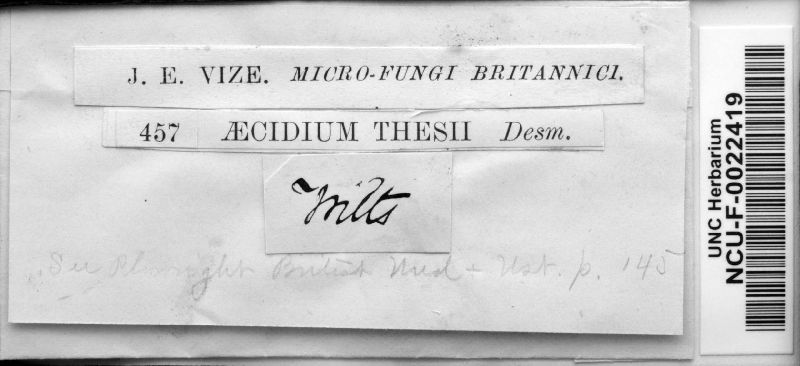 J. E. VIZE. MICRO-FUNGI BRITANNICI.
457 ÆCIDIUM THESII Desm.
Wilts
See Plowright British Ured & Ust. p. 145
UNC Herbarium
NCU-F-0022419